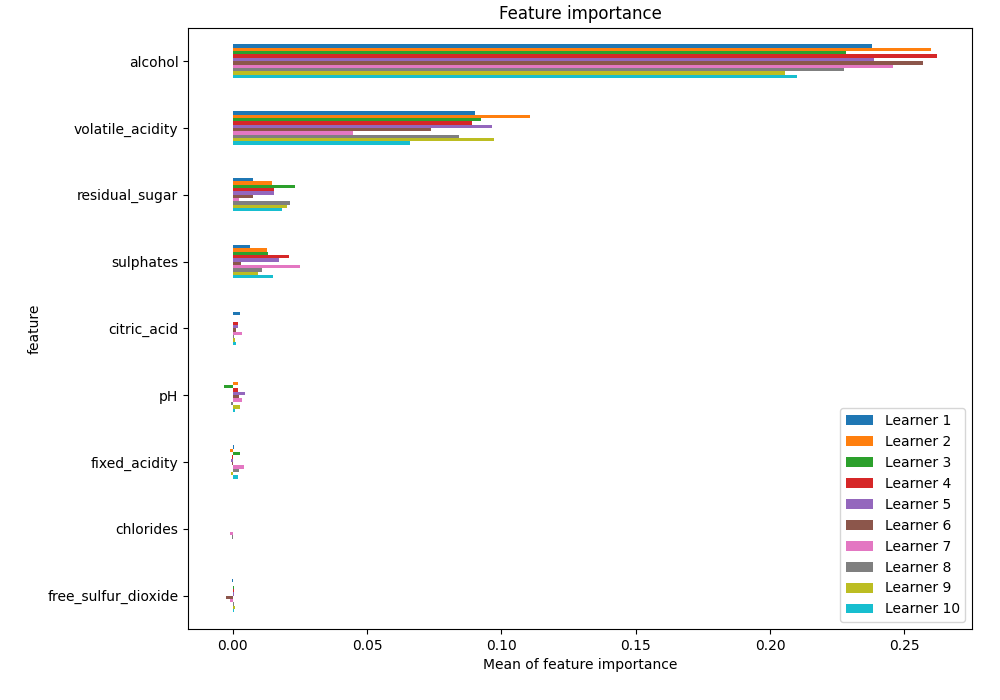 Feature importance
alcohol
volatile_acidity
residual_sugar
sulphates
citric_acid
pH
fixed_acidity
chlorides
free_sulfur_dioxide
feature
0.00 0.05 0.10 0.15 0.20 0.25
Mean of feature importance
Learner 1
Learner 2
Learner 3
Learner 4
Learner 5
Learner 6
Learner 7
Learner 8
Learner 9
Learner 10